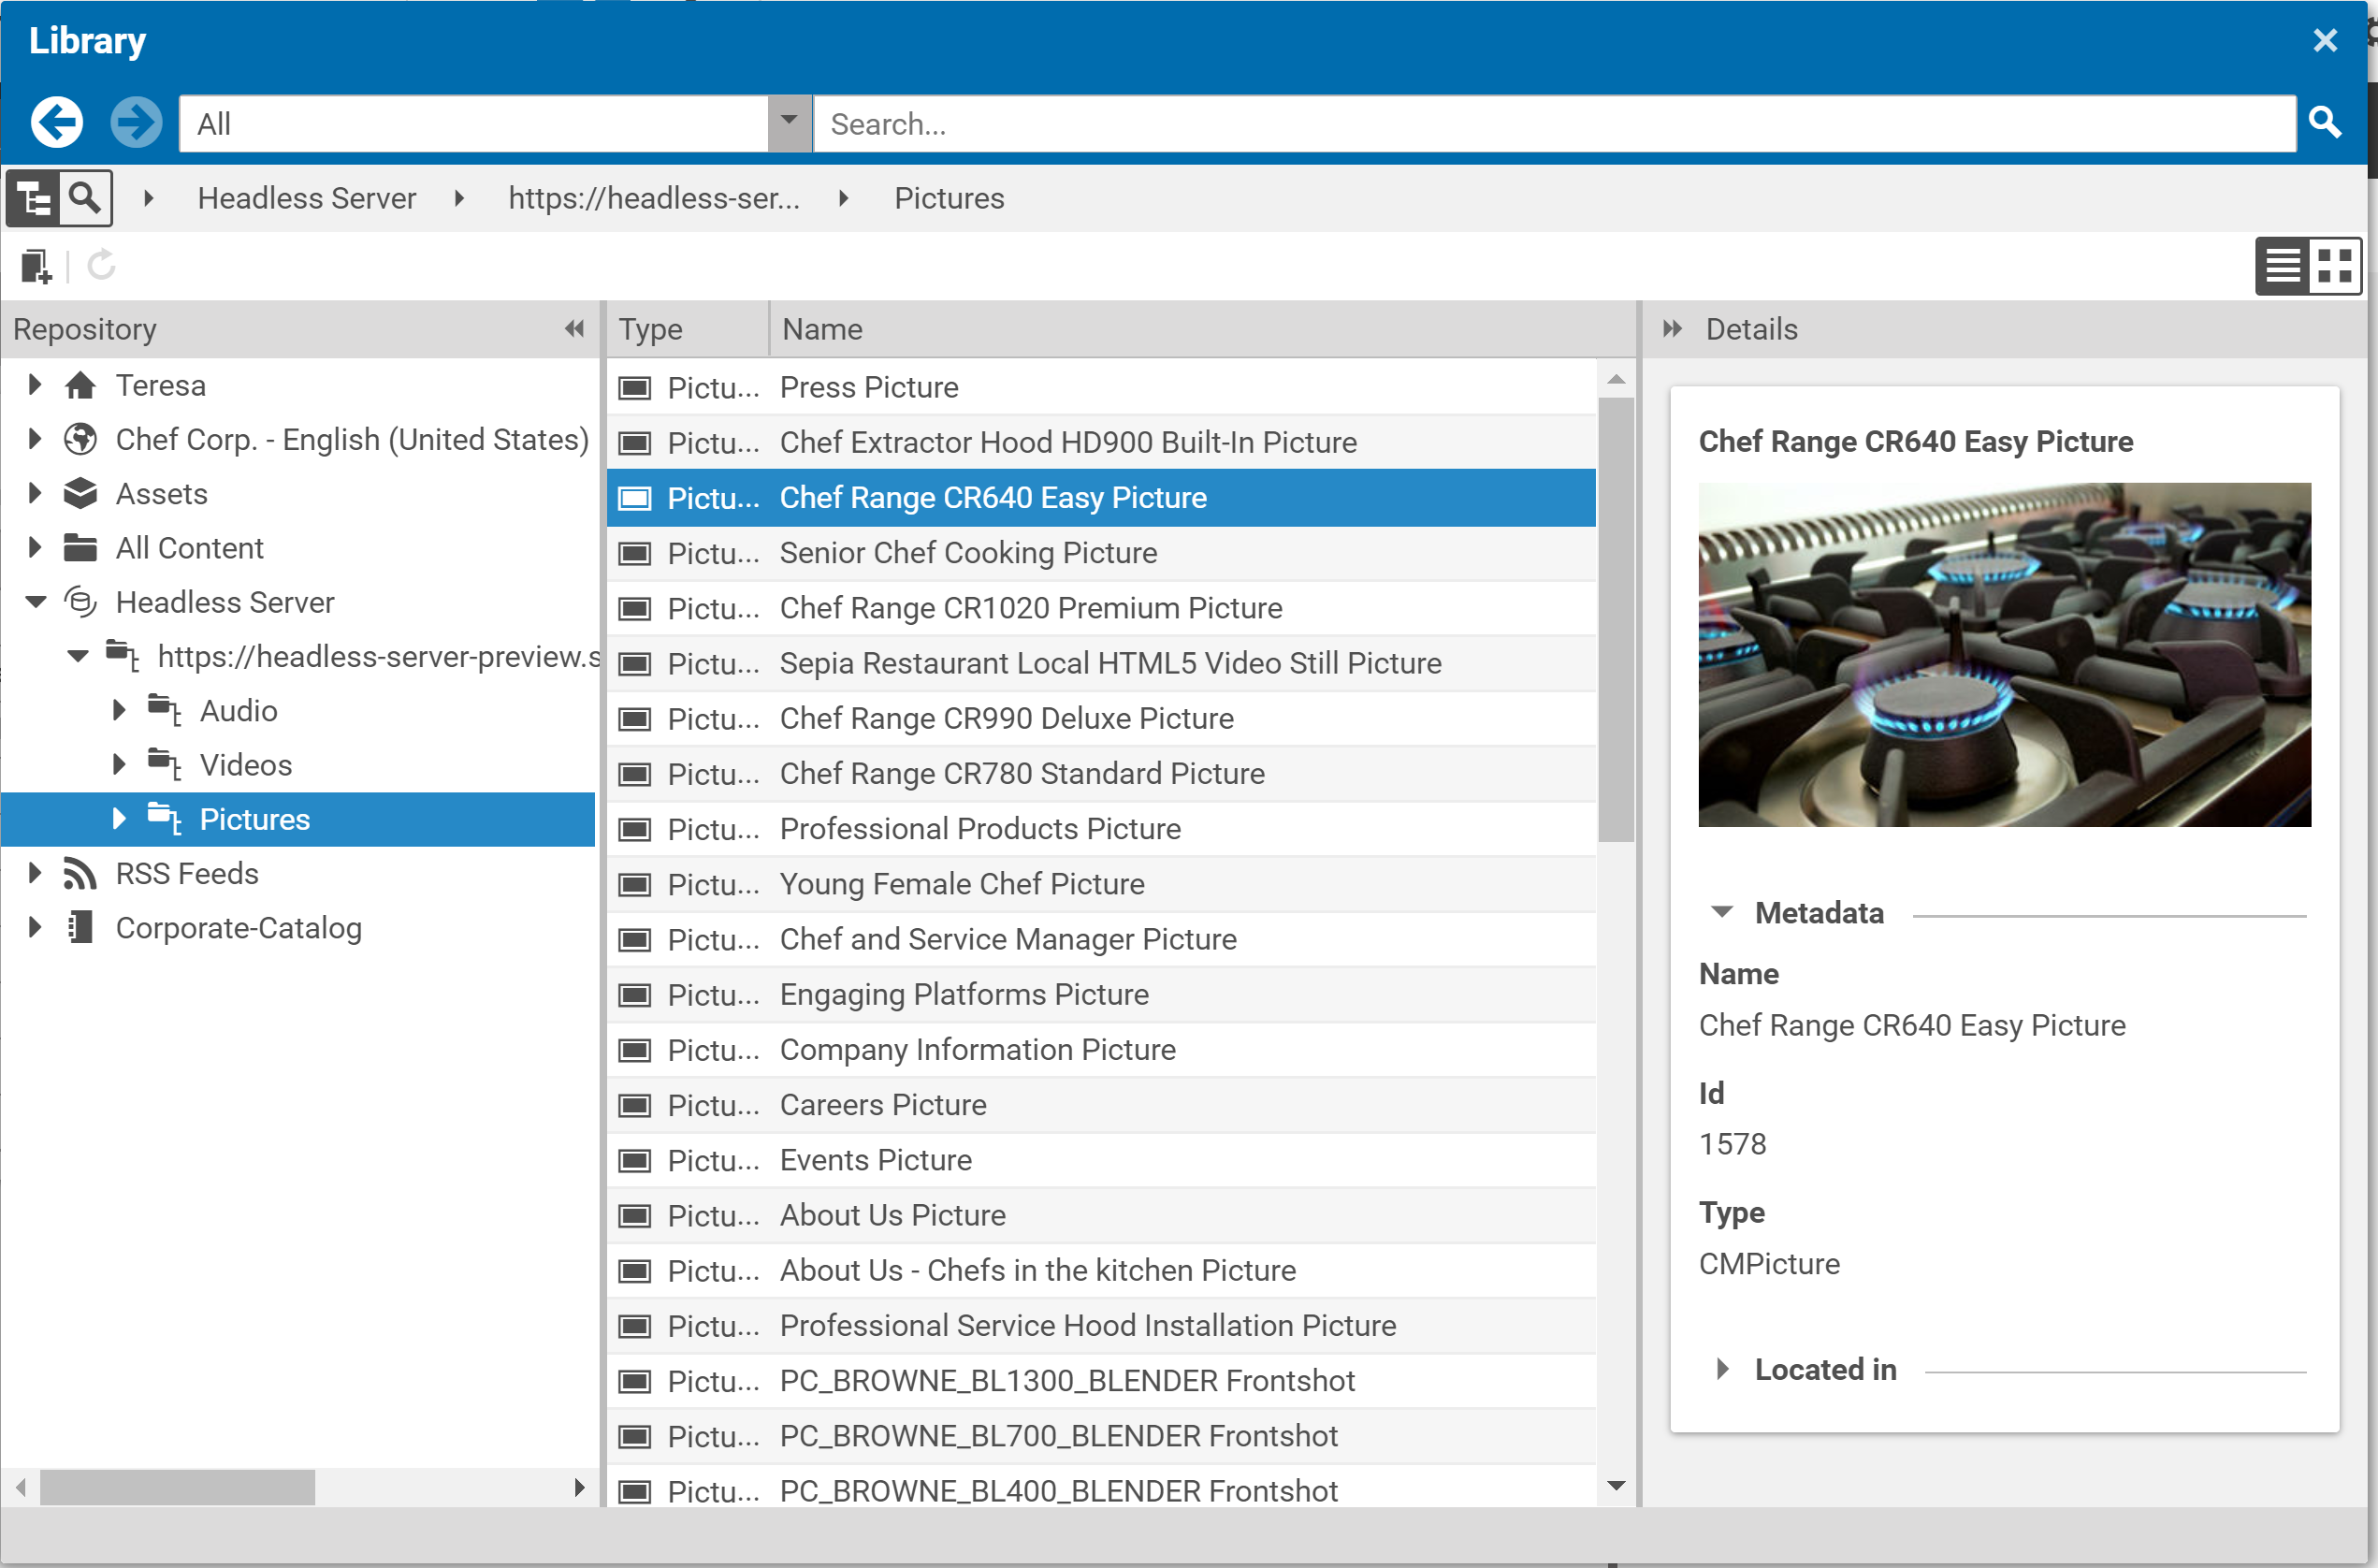 Library
All
Search...
Headless Server
https://headless-ser...
Pictures
Repository
Type
Name
Details
Teresa
Chef Corp. - English (United States)
Assets
All Content
Headless Server
https://headless-server-preview.s
Audio
Videos
Pictures
RSS Feeds
Corporate-Catalog
Pictu... Press Picture
Pictu... Chef Extractor Hood HD900 Built-In Picture
Pictu... Chef Range CR640 Easy Picture
Pictu... Senior Chef Cooking Picture
Pictu... Chef Range CR1020 Premium Picture
Pictu... Sepia Restaurant Local HTML5 Video Still Picture
Pictu... Chef Range CR990 Deluxe Picture
Pictu... Chef Range CR780 Standard Picture
Pictu... Professional Products Picture
Pictu... Young Female Chef Picture
Pictu... Chef and Service Manager Picture
Pictu... Engaging Platforms Picture
Pictu... Company Information Picture
Pictu... Careers Picture
Pictu... Events Picture
Pictu... About Us Picture
Pictu... About Us - Chefs in the kitchen Picture
Pictu... Professional Service Hood Installation Picture
Pictu... PC_BROWNE_BL1300_BLENDER Frontshot
Pictu... PC_BROWNE_BL700_BLENDER Frontshot
Pictu... PC_BROWNE_BL400_BLENDER Frontshot
Chef Range CR640 Easy Picture
Metadata
Name
Chef Range CR640 Easy Picture
Id
1578
Type
CMPicture
Located in